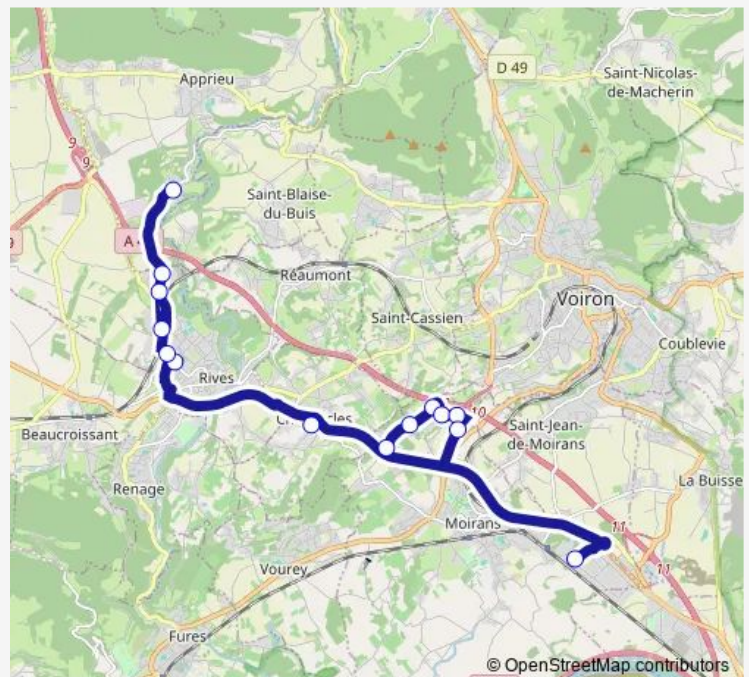 D 49
Saint-Nicolas-
de-Macherin
Apprieu
9
9
Saint-Blaise-
du-Buis
A
9
Réaumont
Voiron
Saint-Cassien
Coublevie
Rives
10
Saint-Jean-
de-Moirans
Beaucroissant
La Buisse
Renage
Moirans
11
11
Vourey
Fures
© OpenStreetMap contributors